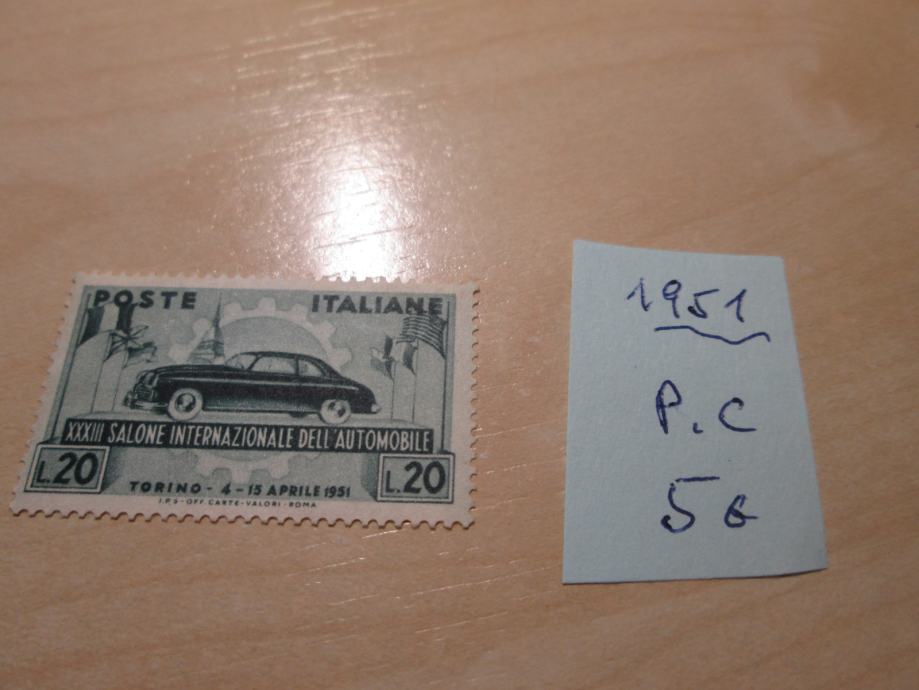 POSTE ITALIANE
XXXIII SALONE INTERNAZIONALE DELL'AUTOMOBILE
L.20 L.20
TORINO - 4 - 15 APRILE 1951
I.P.S - OFF. CARTE - VALORI - ROMA
1951
P.C
5€